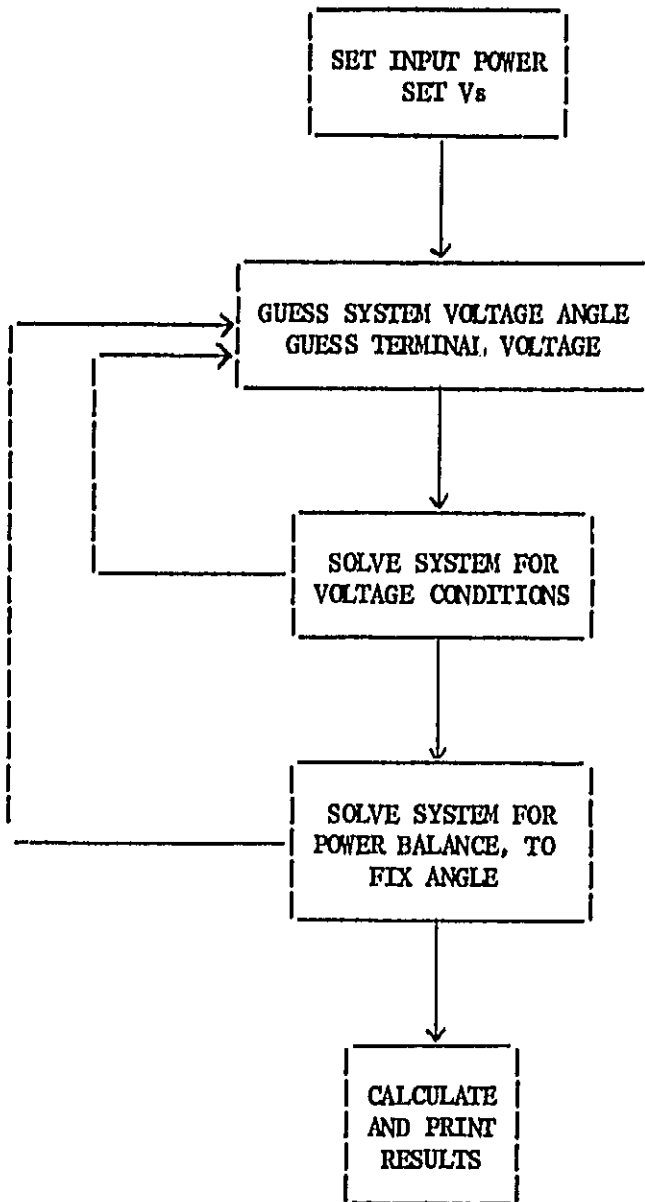 SET INPUT POWER
SET Vs
GUESS SYSTEM VOLTAGE ANGLE
GUESS TERMINAL VOLTAGE
SOLVE SYSTEM FOR
VOLTAGE CONDITIONS
SOLVE SYSTEM FOR
POWER BALANCE, TO
FIX ANGLE
CALCULATE
AND PRINT
RESULTS